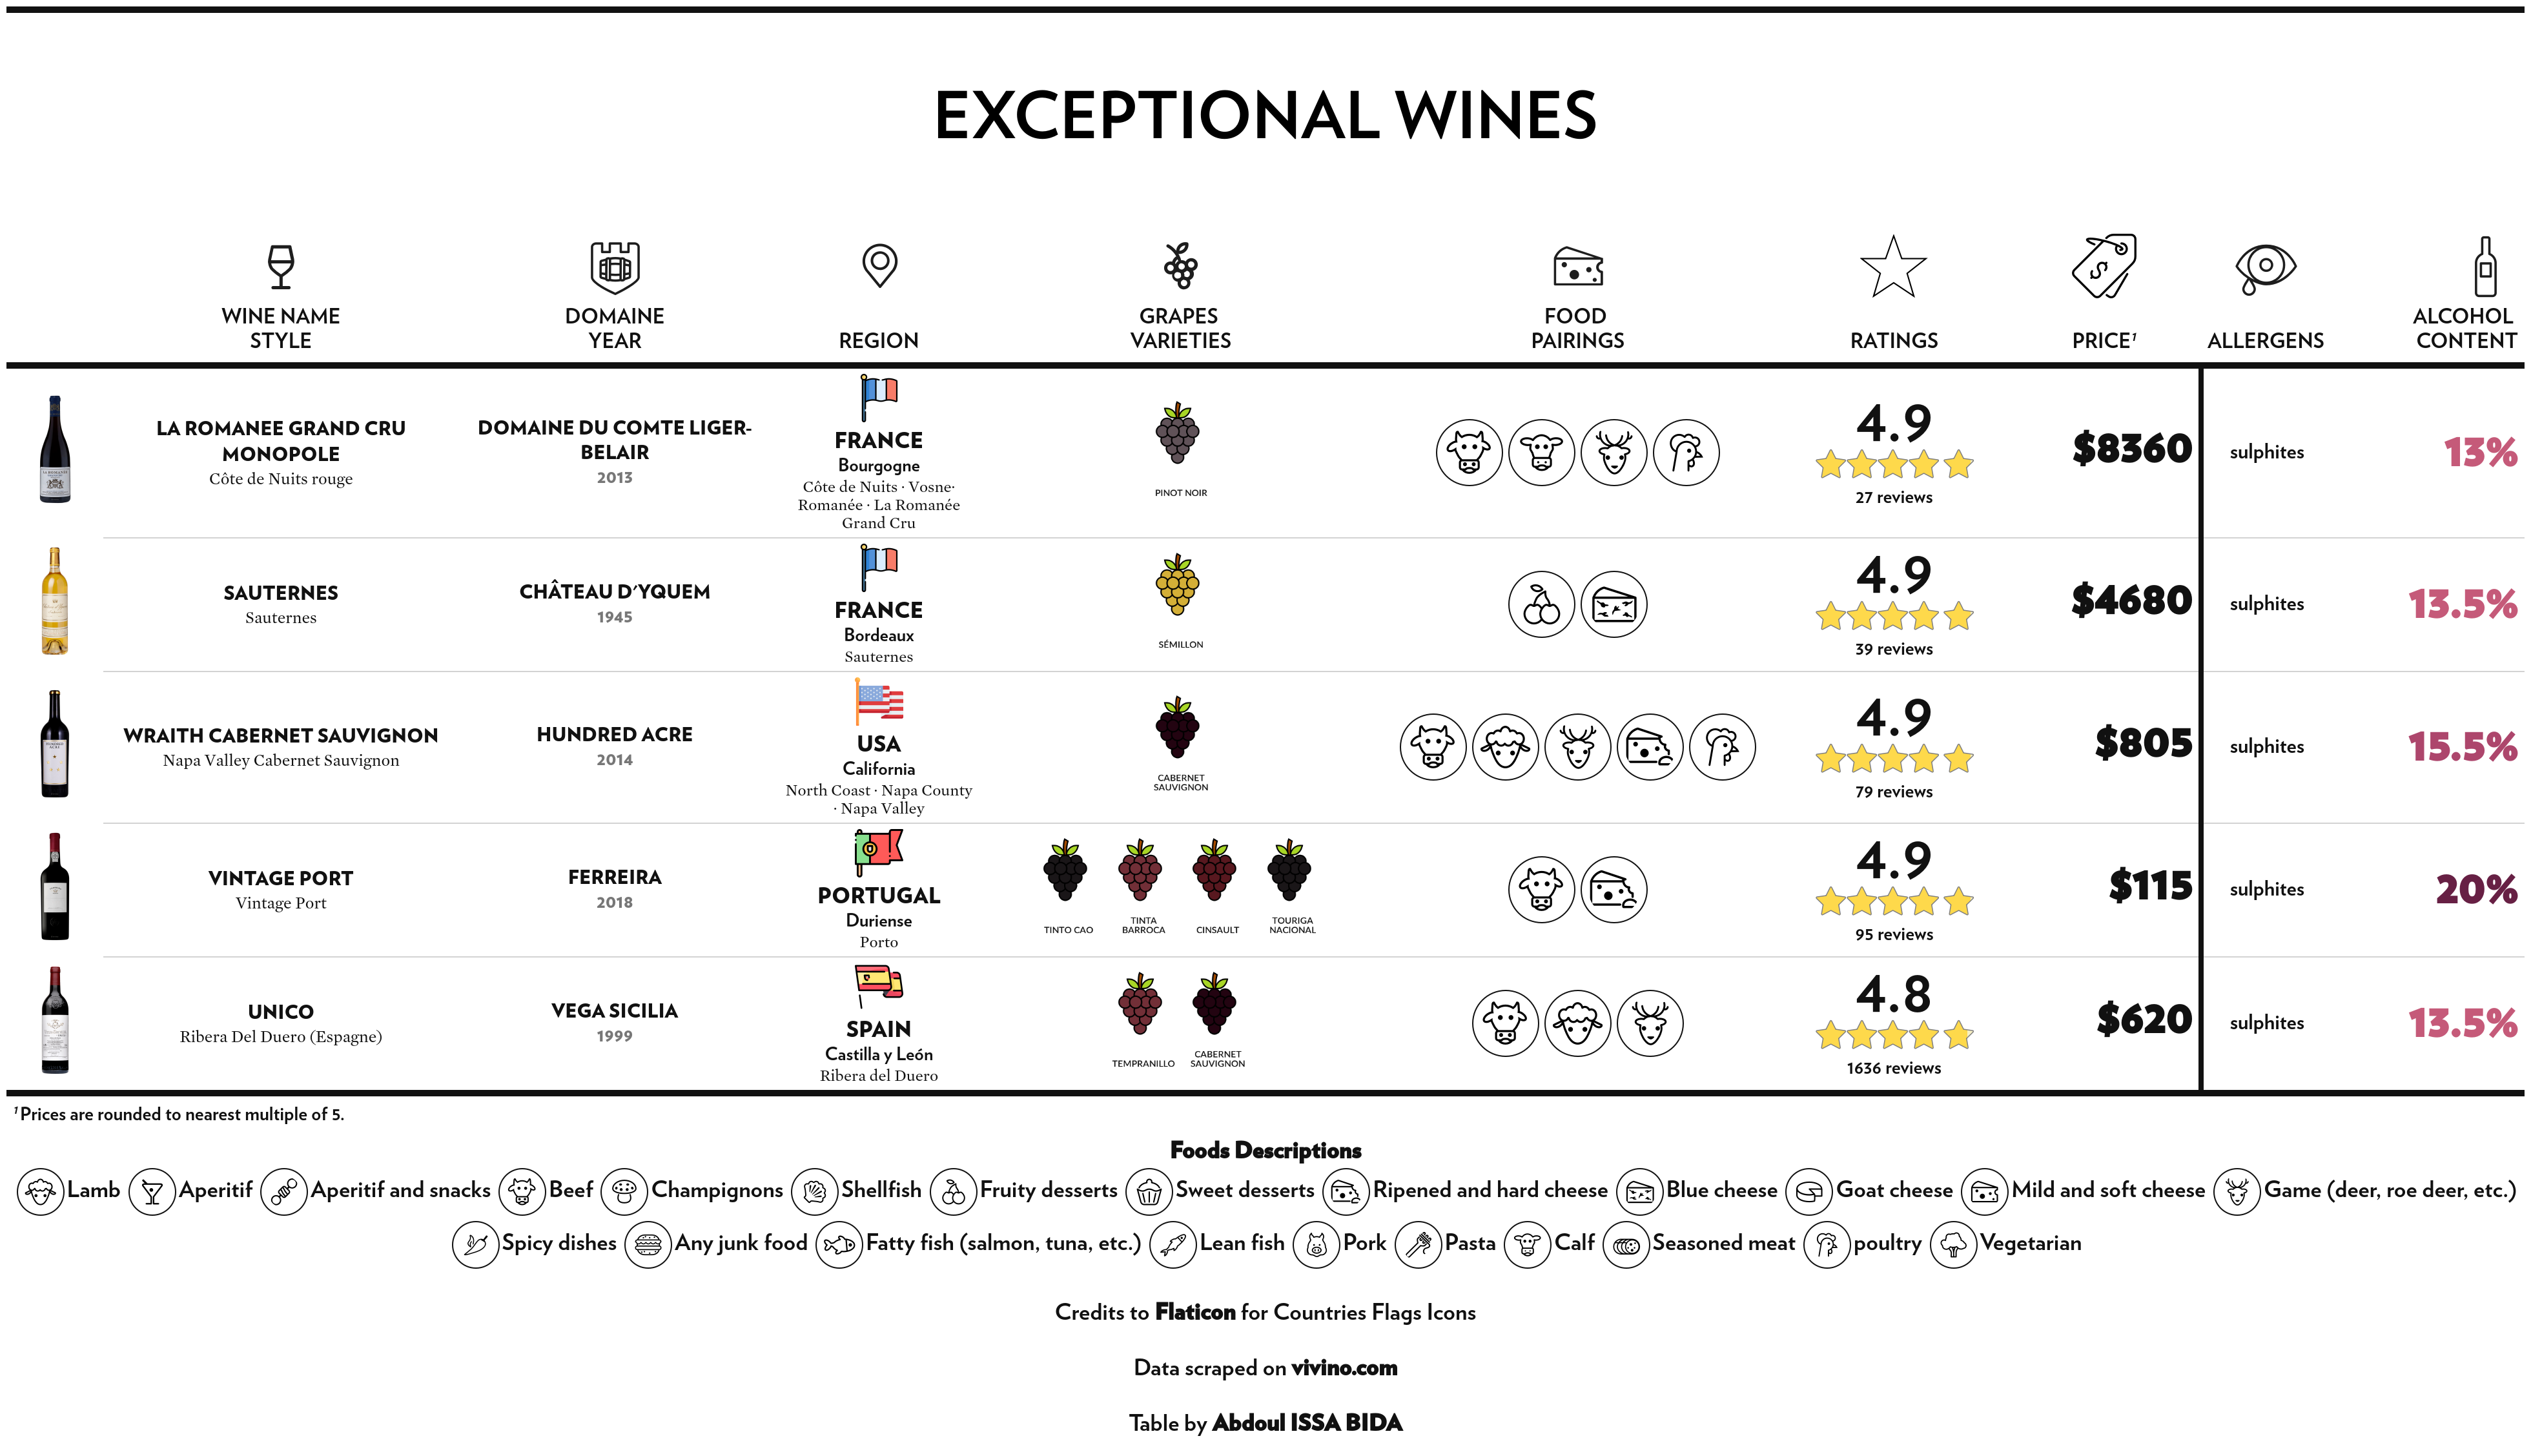 EXCEPTIONAL WINES
WINE NAME
STYLE
DOMAINE
YEAR
REGION
GRAPES
VARIETIES
FOOD
PAIRINGS
RATINGS
PRICE¹
ALLERGENS
ALCOHOL
CONTENT
LA ROMANEE GRAND CRU
MONOPOLE
Côte de Nuits rouge
DOMAINE DU COMTE LIGER-
BELAIR
2013
FRANCE
Bourgogne
Côte de Nuits · Vosne-
Romanée · La Romanée
Grand Cru
PINOT NOIR
4.9
27 reviews
$8360
sulphites
13%
SAUTERNES
Sauternes
CHÂTEAU D'YQUEM
1945
FRANCE
Bordeaux
Sauternes
SÉMILLON
4.9
39 reviews
$4680
sulphites
13.5%
WRAITH CABERNET SAUVIGNON
Napa Valley Cabernet Sauvignon
HUNDRED ACRE
2014
USA
California
North Coast · Napa County
· Napa Valley
CABERNET
SAUVIGNON
4.9
79 reviews
$805
sulphites
15.5%
VINTAGE PORT
Vintage Port
FERREIRA
2018
PORTUGAL
Duriense
Porto
TINTO CAO
TINTA
BARROCA
CINSAULT
TOURIGA
NACIONAL
4.9
95 reviews
$115
sulphites
20%
UNICO
Ribera Del Duero (Espagne)
VEGA SICILIA
1999
SPAIN
Castilla y León
Ribera del Duero
TEMPRANILLO
CABERNET
SAUVIGNON
4.8
1636 reviews
$620
sulphites
13.5%
¹Prices are rounded to nearest multiple of 5.
Foods Descriptions
Lamb Aperitif Aperitif and snacks Beef Champignons Shellfish Fruity desserts Sweet desserts Ripened and hard cheese Blue cheese Goat cheese Mild and soft cheese Game (deer, roe deer, etc.)
Spicy dishes Any junk food Fatty fish (salmon, tuna, etc.) Lean fish Pork Pasta Calf Seasoned meat poultry Vegetarian
Credits to Flaticon for Countries Flags Icons
Data scraped on vivino.com
Table by Abdoul ISSA BIDA